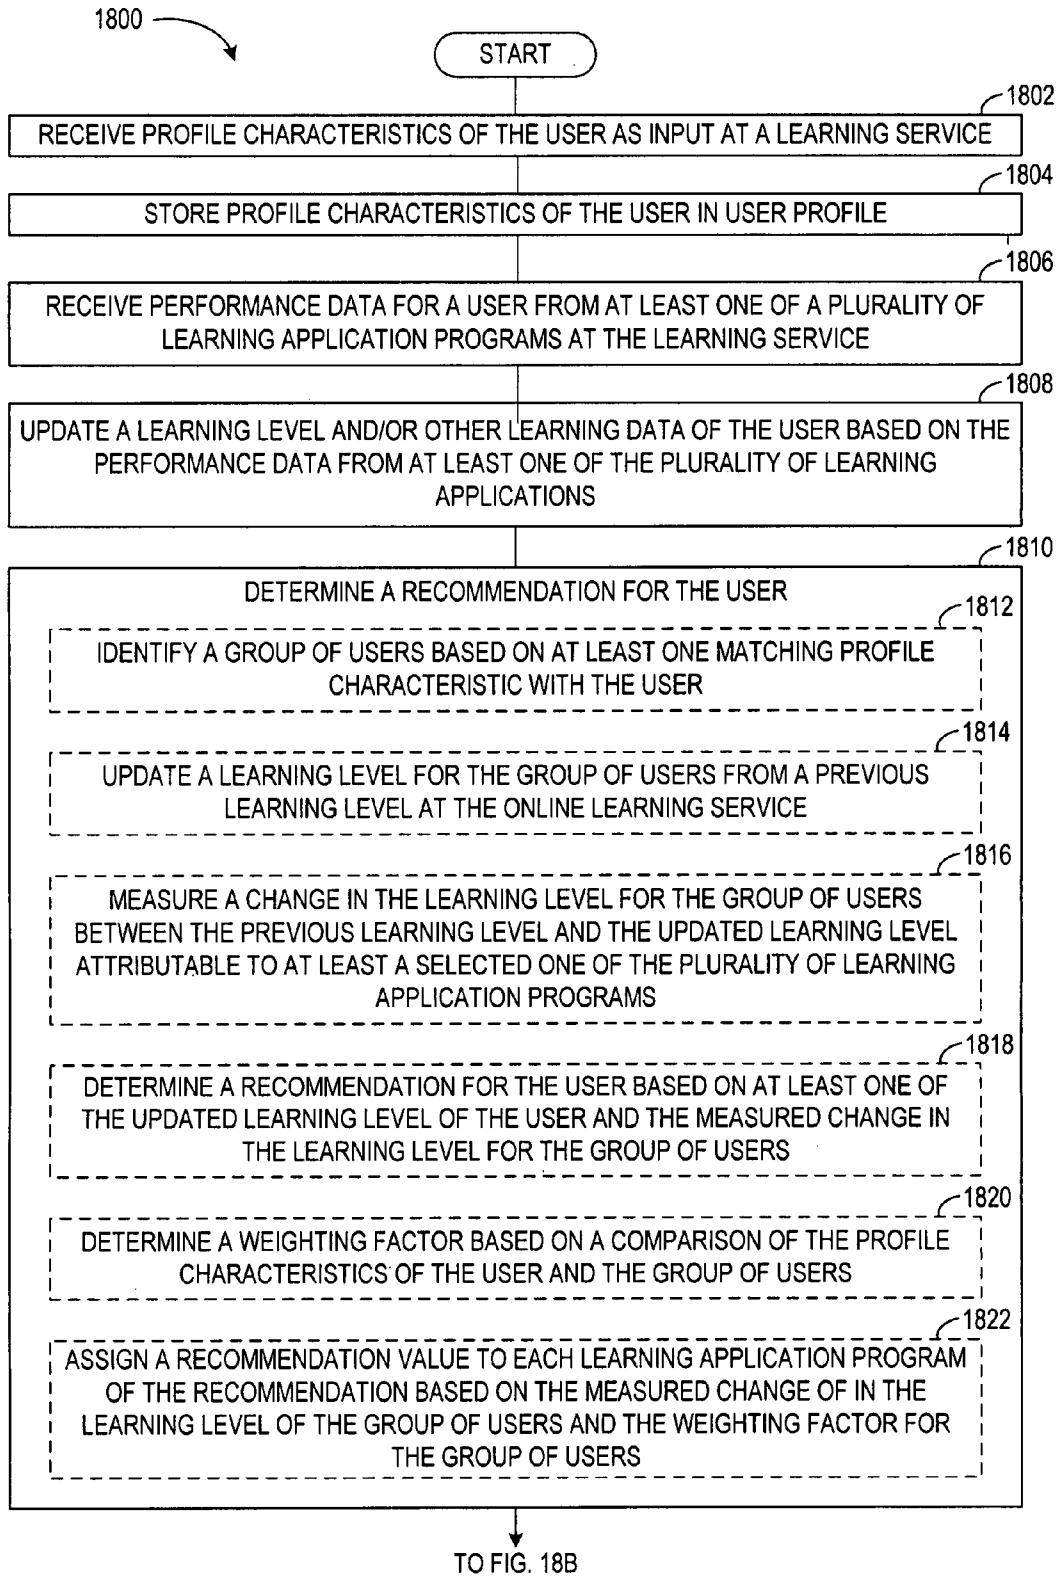 1800
START
1802
RECEIVE PROFILE CHARACTERISTICS OF THE USER AS INPUT AT A LEARNING SERVICE
1804
STORE PROFILE CHARACTERISTICS OF THE USER IN USER PROFILE
1806
RECEIVE PERFORMANCE DATA FOR A USER FROM AT LEAST ONE OF A PLURALITY OF
LEARNING APPLICATION PROGRAMS AT THE LEARNING SERVICE
1808
UPDATE A LEARNING LEVEL AND/OR OTHER LEARNING DATA OF THE USER BASED ON THE
PERFORMANCE DATA FROM AT LEAST ONE OF THE PLURALITY OF LEARNING
APPLICATIONS
1810
DETERMINE A RECOMMENDATION FOR THE USER
1812
IDENTIFY A GROUP OF USERS BASED ON AT LEAST ONE MATCHING PROFILE
CHARACTERISTIC WITH THE USER
1814
UPDATE A LEARNING LEVEL FOR THE GROUP OF USERS FROM A PREVIOUS
LEARNING LEVEL AT THE ONLINE LEARNING SERVICE
1816
MEASURE A CHANGE IN THE LEARNING LEVEL FOR THE GROUP OF USERS
BETWEEN THE PREVIOUS LEARNING LEVEL AND THE UPDATED LEARNING LEVEL
ATTRIBUTABLE TO AT LEAST A SELECTED ONE OF THE PLURALITY OF LEARNING
APPLICATION PROGRAMS
1818
DETERMINE A RECOMMENDATION FOR THE USER BASED ON AT LEAST ONE OF
THE UPDATED LEARNING LEVEL OF THE USER AND THE MEASURED CHANGE IN
THE LEARNING LEVEL FOR THE GROUP OF USERS
1820
DETERMINE A WEIGHTING FACTOR BASED ON A COMPARISON OF THE PROFILE
CHARACTERISTICS OF THE USER AND THE GROUP OF USERS
1822
ASSIGN A RECOMMENDATION VALUE TO EACH LEARNING APPLICATION PROGRAM
OF THE RECOMMENDATION BASED ON THE MEASURED CHANGE OF IN THE
LEARNING LEVEL OF THE GROUP OF USERS AND THE WEIGHTING FACTOR FOR
THE GROUP OF USERS
TO FIG. 18B